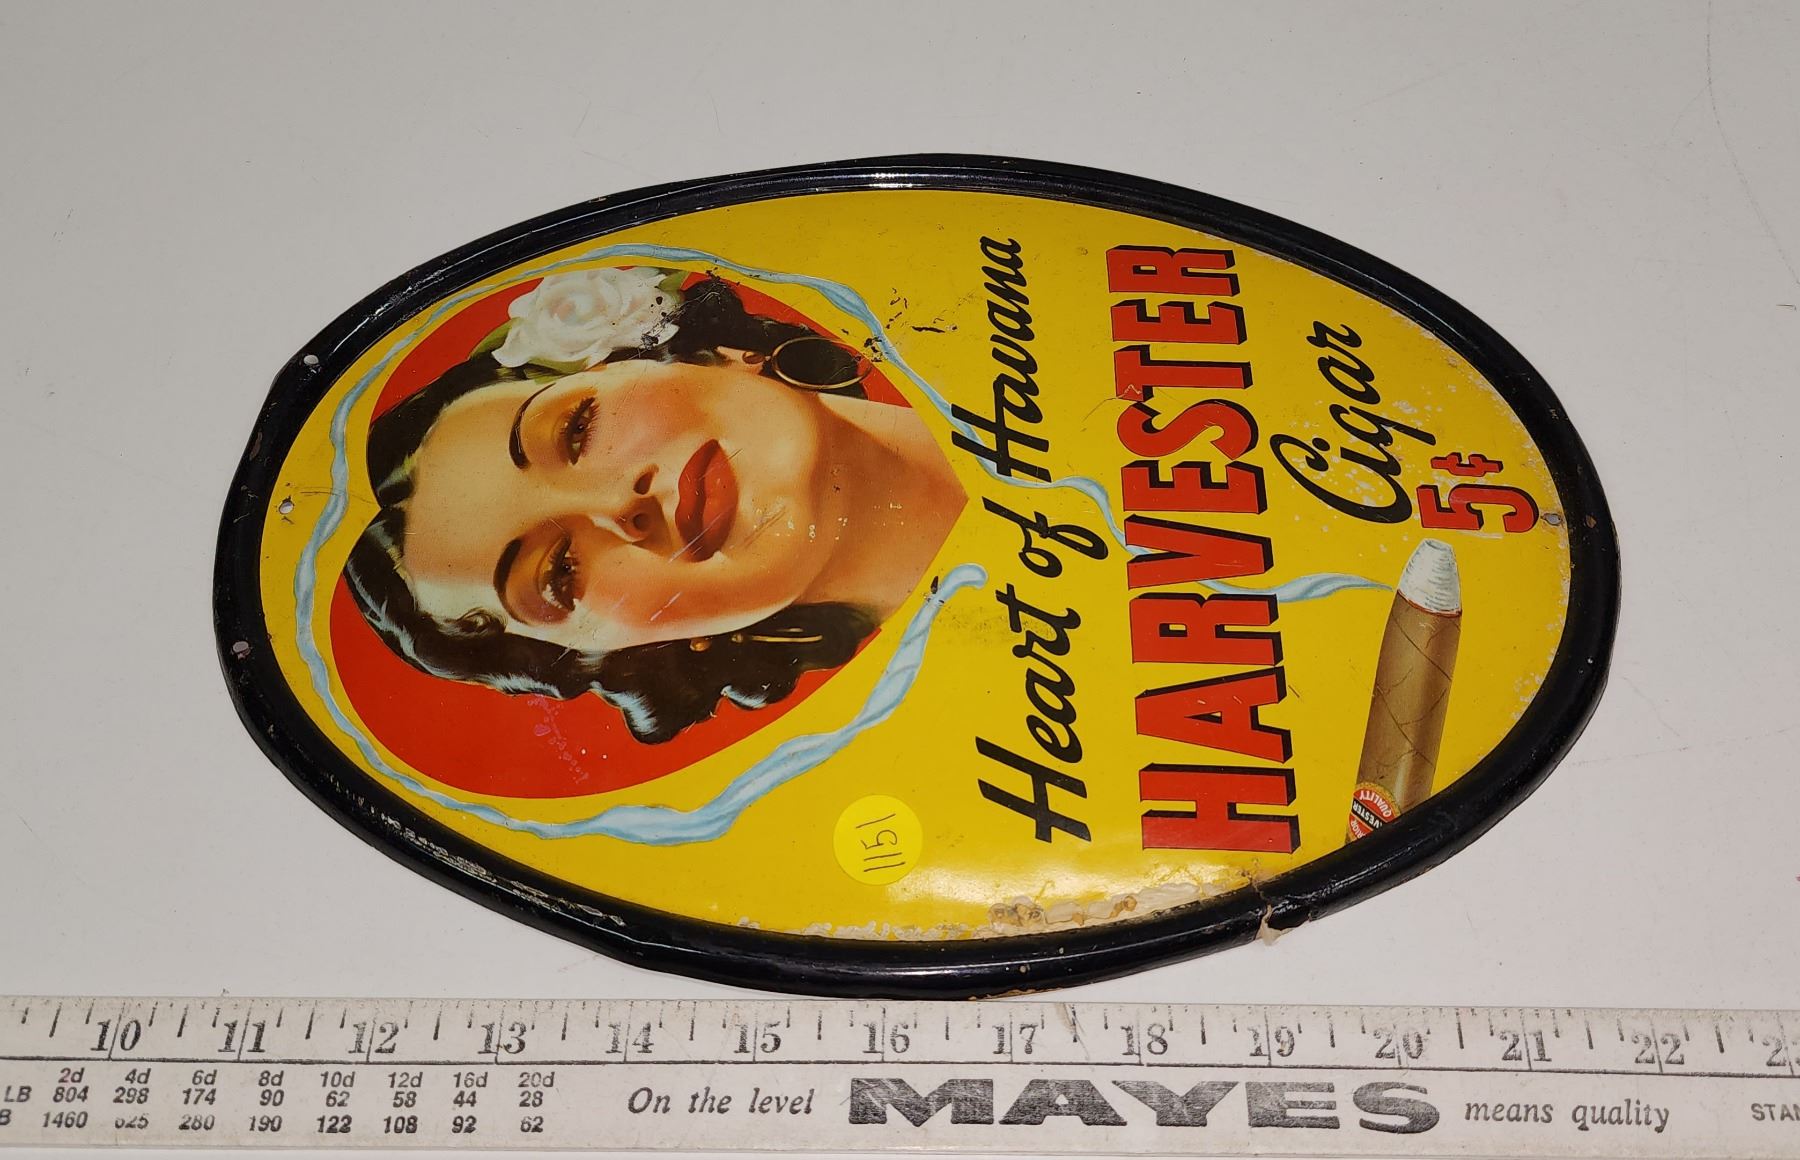 Heart of Havana
HARVESTER
Cigar
5¢
QUALITY
1151
10 11 12 13 14 15 16 17 18 19 20 21 22
2d 4d 6d 8d 10d 12d 16d 20d
LB 804 298 174 90 62 58 44 28
B 1460 625 280 190 122 108 92 62
On the level MAYES means quality